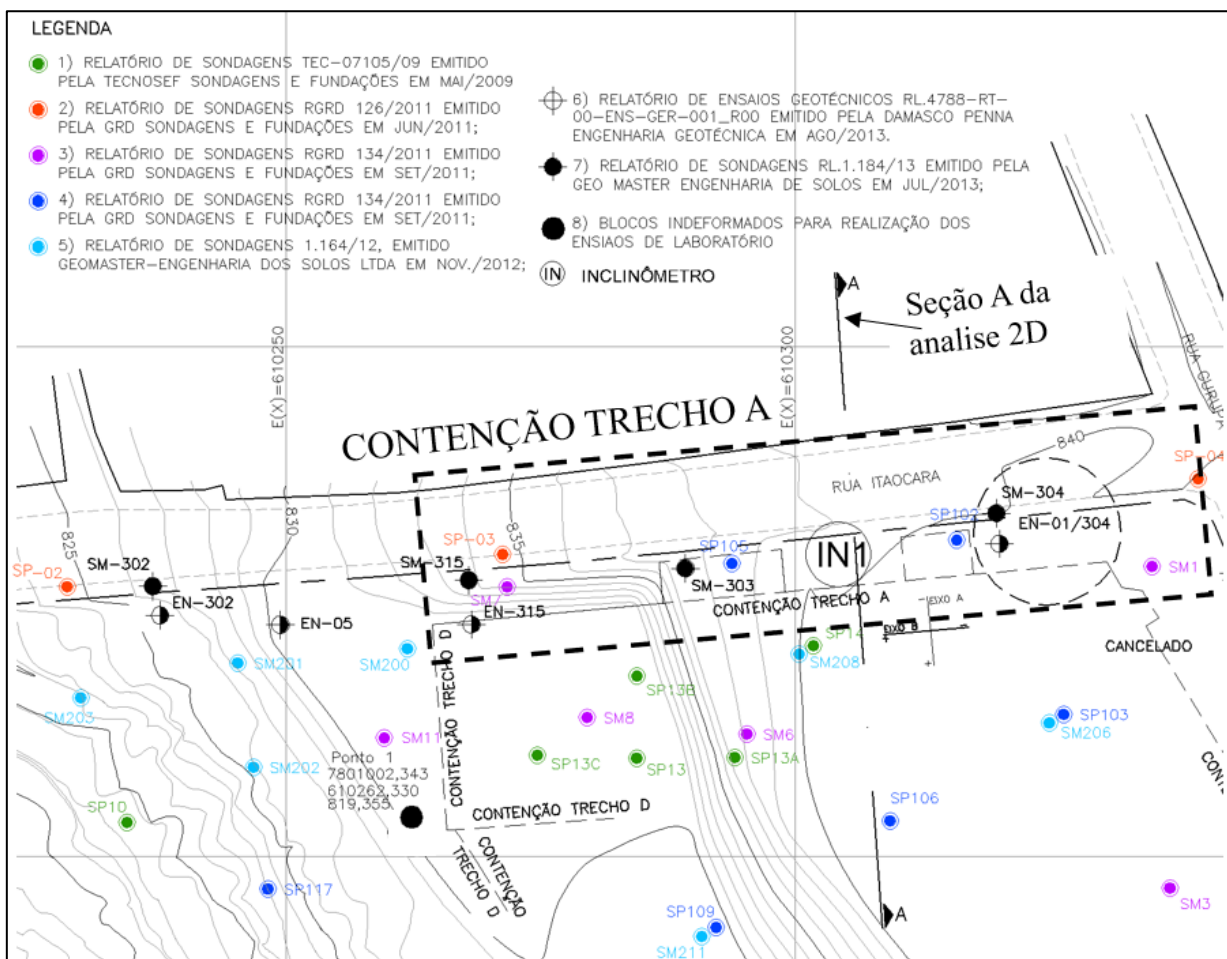 LEGENDA
1) RELATÓRIO DE SONDAGENS TEC-07105/09 EMITIDO
PELA TECNOSEF SONDAGENS E FUNDAÇÕES EM MAI/2009
2) RELATÓRIO DE SONDAGENS RGRD 126/2011 EMITIDO
PELA GRD SONDAGENS E FUNDAÇÕES EM JUN/2011;
3) RELATÓRIO DE SONDAGENS RGRD 134/2011 EMITIDO
PELA GRD SONDAGENS E FUNDAÇÕES EM SET/2011;
4) RELATÓRIO DE SONDAGENS RGRD 134/2011 EMITIDO
PELA GRD SONDAGENS E FUNDAÇÕES EM SET/2011;
5) RELATÓRIO DE SONDAGENS 1.164/12, EMITIDO
GEOMASTER-ENGENHARIA DOS SOLOS LTDA EM NOV./2012;
6) RELATÓRIO DE ENSAIOS GEOTÉCNICOS RL.4788-RT-
00-ENS-GER-001_R00 EMITIDO PELA DAMASCO PENNA
ENGENHARIA GEOTÉCNICA EM AGO/2013.
7) RELATÓRIO DE SONDAGENS RL.1.184/13 EMITIDO PELA
GEO MASTER ENGENHARIA DE SOLOS EM JUL/2013;
8) BLOCOS INDEFORMADOS PARA REALIZAÇÃO DOS
ENSIAOS DE LABORATÓRIO
IN INCLINÔMETRO
A
Seção A da
analise 2D
E(X)=610250
E(X)=610300
CONTENÇÃO TRECHO A
840
RUA ITAOCARA
SP-04
SM-304
EN-01/304
825
830
835
SP-03
SP105
SP102
IN1
SM-302
SM-315
SM-303
SM1
SP-02
SM7
EN-302
EN-05
EN-315
CONTENÇÃO TRECHO A
EIXO A
EIXO B
CANCELADO
SM201
SM200
CONTENÇÃO TRECHO D
SP14
SM208
SP13B
SM203
SM11
SM8
SM6
SP103
SM206
Ponto 1
7801002,343
610262,330
819,355
SM202
SP13C
SP13
SP13A
SP10
CONTENÇÃO TRECHO D
SP106
CONTENÇÃO
TRECHO D
SP117
SP109
SM211
A
SM3